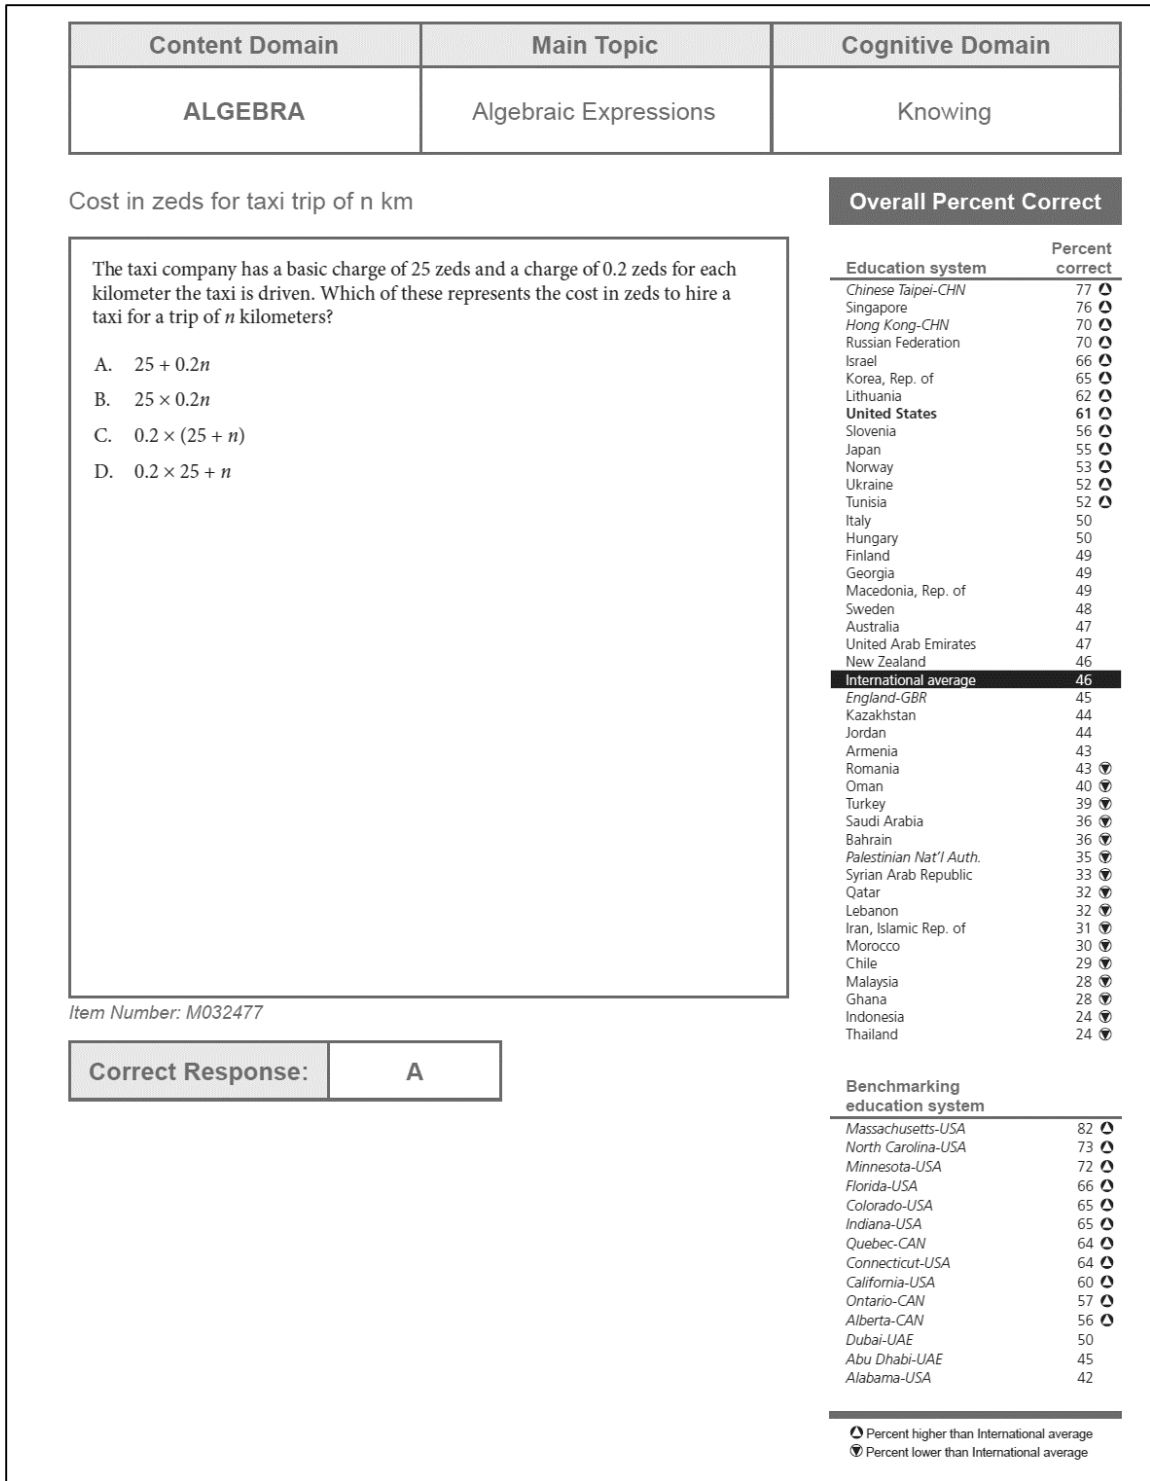 Content Domain Main Topic Cognitive Domain
ALGEBRA Algebraic Expressions Knowing
Cost in zeds for taxi trip of n km
The taxi company has a basic charge of 25 zeds and a charge of 0.2 zeds for each
kilometer the taxi is driven. Which of these represents the cost in zeds to hire a
taxi for a trip of n kilometers?
A. 25 + 0.2n
B. 25 × 0.2n
C. 0.2 × (25 + n)
D. 0.2 × 25 + n
Item Number: M032477
Correct Response: A
Overall Percent Correct
Percent
Education system correct
Chinese Taipei-CHN 77
Singapore 76
Hong Kong-CHN 70
Russian Federation 70
Israel 66
Korea, Rep. of 65
Lithuania 62
United States 61
Slovenia 56
Japan 55
Norway 53
Ukraine 52
Tunisia 52
Italy 50
Hungary 50
Finland 49
Georgia 49
Macedonia, Rep. of 49
Sweden 48
Australia 47
United Arab Emirates 47
New Zealand 46
International average 46
England-GBR 45
Kazakhstan 44
Jordan 44
Armenia 43
Romania 43
Oman 40
Turkey 39
Saudi Arabia 36
Bahrain 36
Palestinian Nat'l Auth. 35
Syrian Arab Republic 33
Qatar 32
Lebanon 32
Iran, Islamic Rep. of 31
Morocco 30
Chile 29
Malaysia 28
Ghana 28
Indonesia 24
Thailand 24
Benchmarking
education system
Massachusetts-USA 82
North Carolina-USA 73
Minnesota-USA 72
Florida-USA 66
Colorado-USA 65
Indiana-USA 65
Quebec-CAN 64
Connecticut-USA 64
California-USA 60
Ontario-CAN 57
Alberta-CAN 56
Dubai-UAE 50
Abu Dhabi-UAE 45
Alabama-USA 42
Percent higher than International average
Percent lower than International average